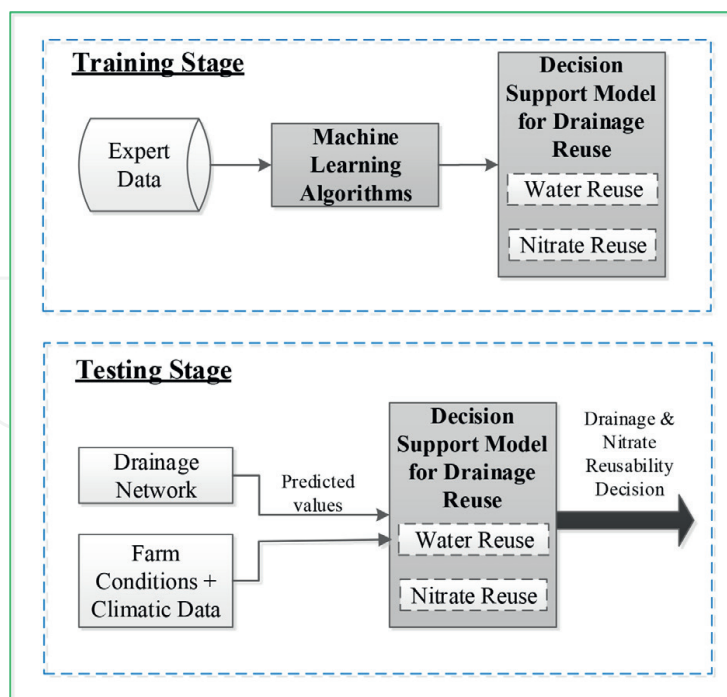 Training Stage
Expert
Data
Machine
Learning
Algorithms
Decision
Support Model
for Drainage
Reuse
Water Reuse
Nitrate Reuse
Testing Stage
Drainage
Network
Farm
Conditions +
Climatic Data
Predicted
values
Decision
Support Model
for Drainage
Reuse
Water Reuse
Nitrate Reuse
Drainage &
Nitrate
Reusability
Decision